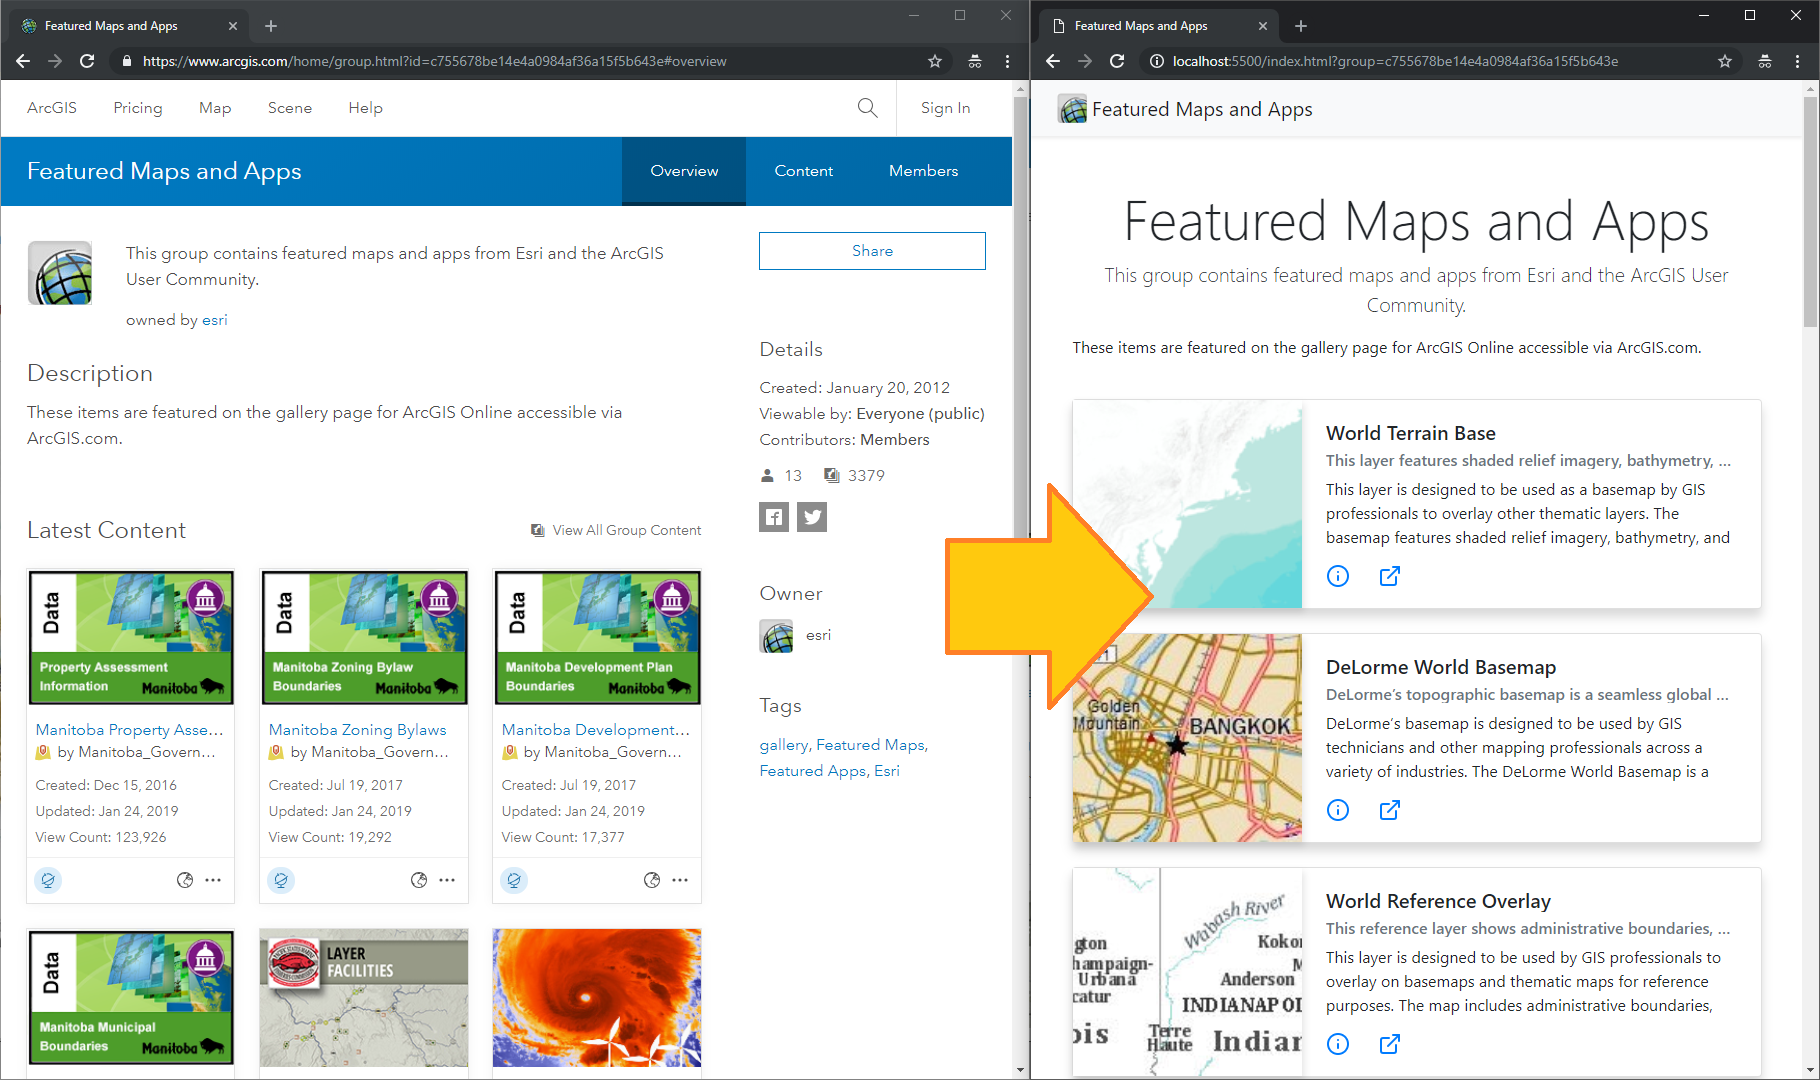 Featured Maps and Apps
https://www.arcgis.com/home/group.html?id=c755678be14e4a0984af36a15f5b643e#overview
ArcGIS Pricing Map Scene Help Sign In
Featured Maps and Apps Overview Content Members
This group contains featured maps and apps from Esri and the ArcGIS
User Community.
owned by esri
Share
Description
These items are featured on the gallery page for ArcGIS Online accessible via
ArcGIS.com.
Details
Created: January 20, 2012
Viewable by: Everyone (public)
Contributors: Members
13 3379
Latest Content View All Group Content
Data
Property Assessment
Information Manitoba
Manitoba Property Asse...
by Manitoba_Govern...
Created: Dec 15, 2016
Updated: Jan 24, 2019
View Count: 123,926
Data
Manitoba Zoning Bylaw
Boundaries Manitoba
Manitoba Zoning Bylaws
by Manitoba_Govern...
Created: Jul 19, 2017
Updated: Jan 24, 2019
View Count: 19,292
Data
Manitoba Development Plan
Boundaries Manitoba
Manitoba Development...
by Manitoba_Govern...
Created: Jul 19, 2017
Updated: Jan 24, 2019
View Count: 17,377
Owner
esri
Tags
gallery, Featured Maps,
Featured Apps, Esri
Data
Manitoba Municipal
Boundaries Manitoba
LAYER
FACILITIES
Featured Maps and Apps
localhost:5500/index.html?group=c755678be14e4a0984af36a15f5b643e
Featured Maps and Apps
Featured Maps and Apps
This group contains featured maps and apps from Esri and the ArcGIS User
Community.
These items are featured on the gallery page for ArcGIS Online accessible via ArcGIS.com.
World Terrain Base
This layer features shaded relief imagery, bathymetry, ...
This layer is designed to be used as a basemap by GIS
professionals to overlay other thematic layers. The
basemap features shaded relief imagery, bathymetry, and
Golden
Mountain
BANGKOK
DeLorme World Basemap
DeLorme's topographic basemap is a seamless global ...
DeLorme's basemap is designed to be used by GIS
technicians and other mapping professionals across a
variety of industries. The DeLorme World Basemap is a
Wabash River
gton Kokor
hampaign- M
Urbana Anderson
catur
INDIANAPOL
ois Terre
Haute Indiar
World Reference Overlay
This reference layer shows administrative boundaries, ...
This layer is designed to be used by GIS professionals to
overlay on basemaps and thematic maps for reference
purposes. The map includes administrative boundaries,